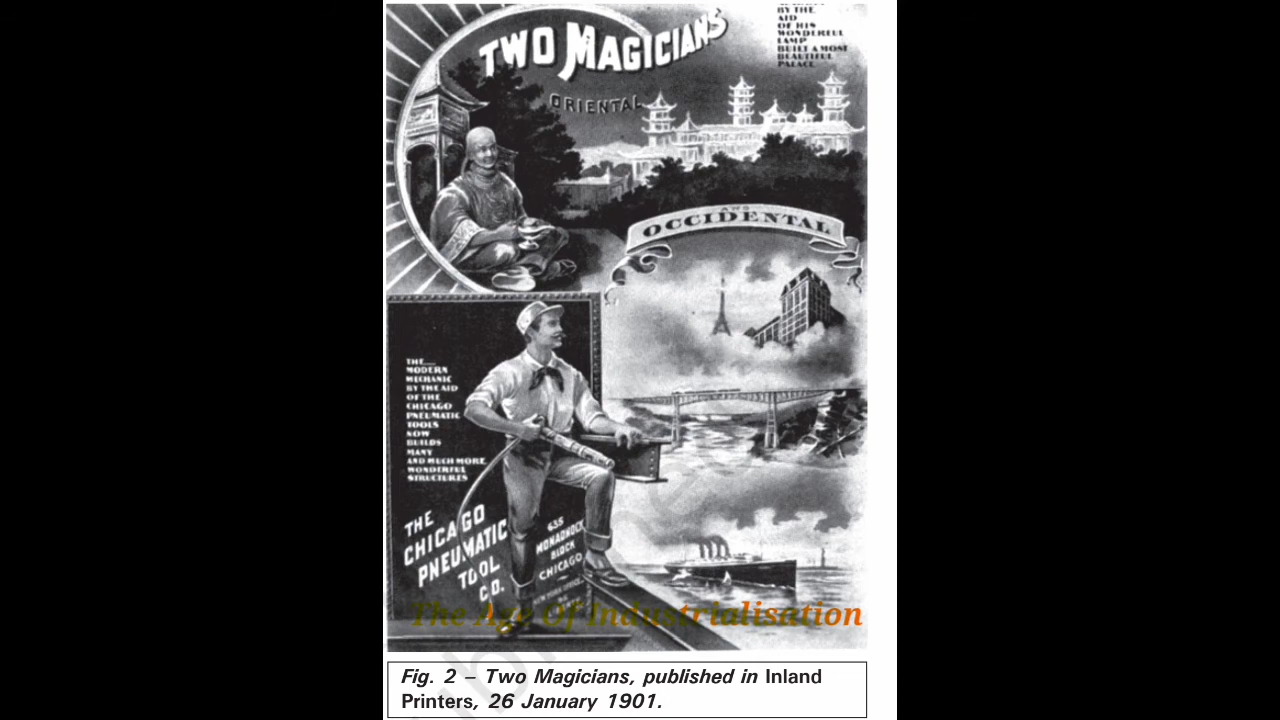 TWO MAGICIANS
ORIENTAL
BY THE
AID
OF HIS
WONDERFUL
LAMP
BUILT A MOST
BEAUTIFUL
PALACE
AND
OCCIDENTAL
THE
MODERN
MECHANIC
BY THE AID
OF THE
CHICAGO
PNEUMATIC
TOOLS
NOW
BUILDS
MANY
AND MUCH MORE
WONDERFUL
STRUCTURES
THE
CHICAGO
PNEUMATIC
TOOL
CO.
635
MONADNOCK
BLOCK
CHICAGO
The Age Of Industrialisation
Fig. 2 – Two Magicians, published in Inland
Printers, 26 January 1901.